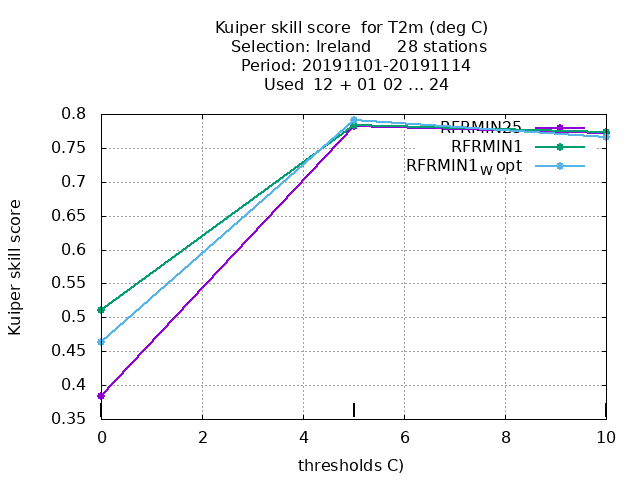 Kuiper skill score  for T2m (deg C)
Selection: Ireland     28 stations
Period: 20191101-20191114
Used  12 + 01 02 ... 24
0.8
0.75
0.7
0.65
0.6
0.55
0.5
0.45
0.4
0.35
Kuiper skill score
RFRMIN25
RFRMIN1
RFRMIN1W opt
0 2 4 6 8 10
thresholds C)